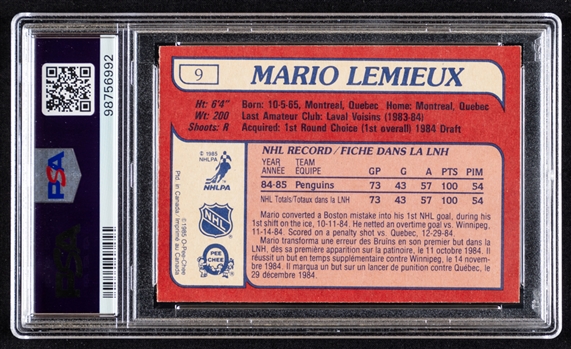 98756992
PSA
9
MARIO LEMIEUX
Ht: 6'4" Born: 10-5-65, Montreal, Quebec Home: Montreal, Quebec
Wt: 200 Last Amateur Club: Laval Voisins (1983-84)
Shoots: R Acquired: 1st Round Choice (1st overall) 1984 Draft
© 1985
NHLPA
NHLPA
NHL
O
PEE
CHEE
©1985 O-Pee-Chee
Ptd. in Canada/Imprimé au Canada
NHL RECORD/FICHE DANS LA LNH
YEAR TEAM
ANNÉE ÉQUIPE GP G A PTS PIM
84-85 Penguins 73 43 57 100 54
NHL Totals/Totaux dans la LNH 73 43 57 100 54
Mario converted a Boston mistake into his 1st NHL goal, during
his 1st shift on the ice, 10-11-84. He netted overtime goal vs. Winnipeg,
11-14-84. Scored on a penalty shot vs. Quebec, 12-29-84.
Mario transforma une erreur des Bruins en son premier but dans la
LNH, dès sa première apparition sur la patinoire, le 11 octobre 1984. Il
réussit un but en temps supplémentaire contre Winnipeg, le 14 novem-
bre 1984. Il marqua un but sur un lancer de punition contre Québec, le
29 décembre 1984.